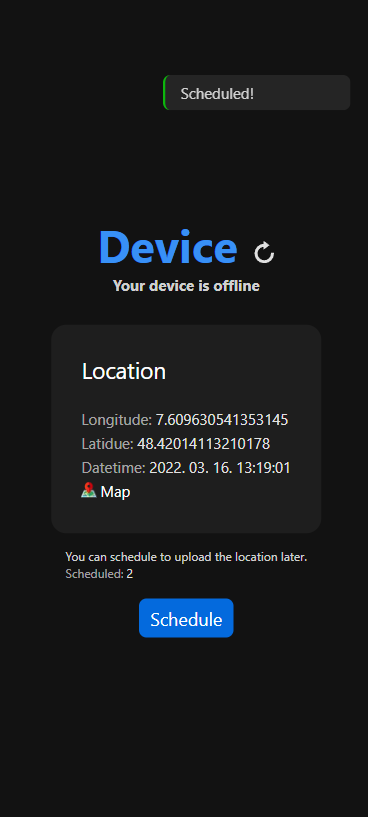 Scheduled!
Device
Your device is offline
Location
Longitude: 7.609630541353145
Latidue: 48.42014113210178
Datetime: 2022. 03. 16. 13:19:01
Map
You can schedule to upload the location later.
Scheduled: 2
Schedule